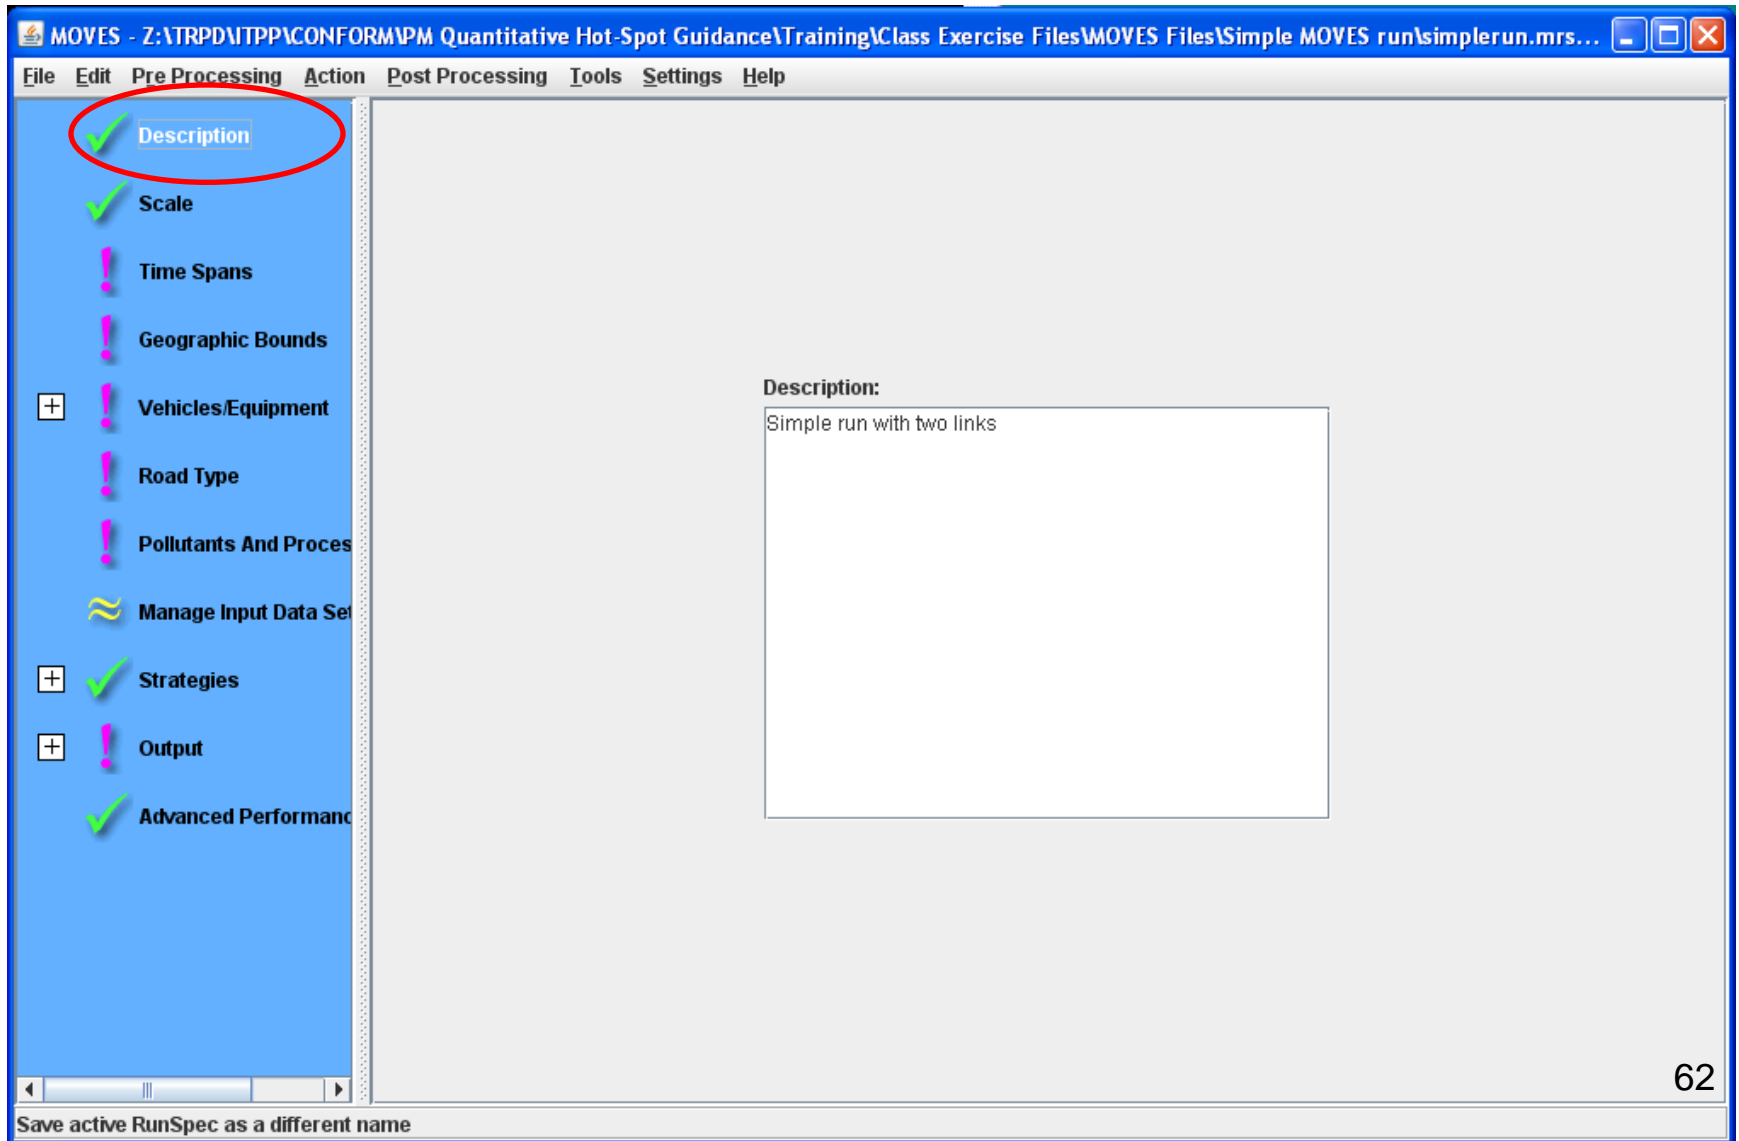 MOVES - Z:\TRPD\ITPP\CONFORM\PM Quantitative Hot-Spot Guidance\Training\Class Exercise Files\MOVES Files\Simple MOVES run\simplerun.mrs...
File Edit Pre Processing Action Post Processing Tools Settings Help
Description
Scale
Time Spans
Geographic Bounds
Vehicles/Equipment
Road Type
Pollutants And Proces
Manage Input Data Set
Strategies
Output
Advanced Performanc
Description:
Simple run with two links
62
Save active RunSpec as a different name